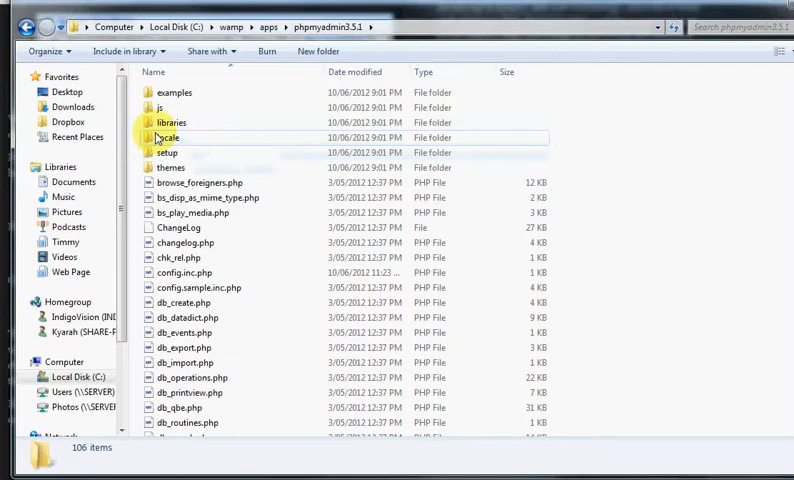 Computer ▸ Local Disk (C:) ▸ wamp ▸ apps ▸ phpmyadmin3.5.1 ▸
Search phpmyadmin3.5.1
Organize Include in library Share with Burn New folder
Name Date modified Type Size
Favorites
Desktop
Downloads
Dropbox
Recent Places
Libraries
Documents
Music
Pictures
Podcasts
Timmy
Videos
Web Page
Homegroup
IndigoVision (IND
Kyarah (SHARE-P
Computer
Local Disk (C:)
Users (\\SERVER)
Photos (\\SERVER
examples 10/06/2012 9:01 PM File folder
js 10/06/2012 9:01 PM File folder
libraries 10/06/2012 9:01 PM File folder
locale 10/06/2012 9:01 PM File folder
setup 10/06/2012 9:01 PM File folder
themes 10/06/2012 9:01 PM File folder
browse_foreigners.php 3/05/2012 12:37 PM PHP File 12 KB
bs_disp_as_mime_type.php 3/05/2012 12:37 PM PHP File 2 KB
bs_play_media.php 3/05/2012 12:37 PM PHP File 3 KB
ChangeLog 3/05/2012 12:37 PM File 27 KB
changelog.php 3/05/2012 12:37 PM PHP File 4 KB
chk_rel.php 3/05/2012 12:37 PM PHP File 1 KB
config.inc.php 10/06/2012 11:23 ... PHP File 1 KB
config.sample.inc.php 3/05/2012 12:37 PM PHP File 3 KB
db_create.php 3/05/2012 12:37 PM PHP File 4 KB
db_datadict.php 3/05/2012 12:37 PM PHP File 9 KB
db_events.php 3/05/2012 12:37 PM PHP File 1 KB
db_export.php 3/05/2012 12:37 PM PHP File 3 KB
db_import.php 3/05/2012 12:37 PM PHP File 1 KB
db_operations.php 3/05/2012 12:37 PM PHP File 22 KB
db_printview.php 3/05/2012 12:37 PM PHP File 7 KB
db_qbe.php 3/05/2012 12:37 PM PHP File 31 KB
db_routines.php 3/05/2012 12:37 PM PHP File 1 KB
106 items